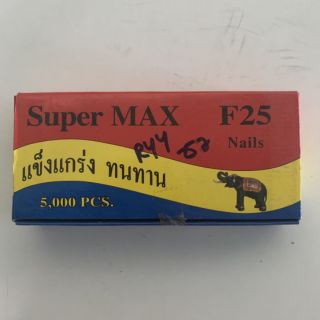 Super MAX F25
Nails
แข็งแกร่ง ทนทาน
5,000 PCS.